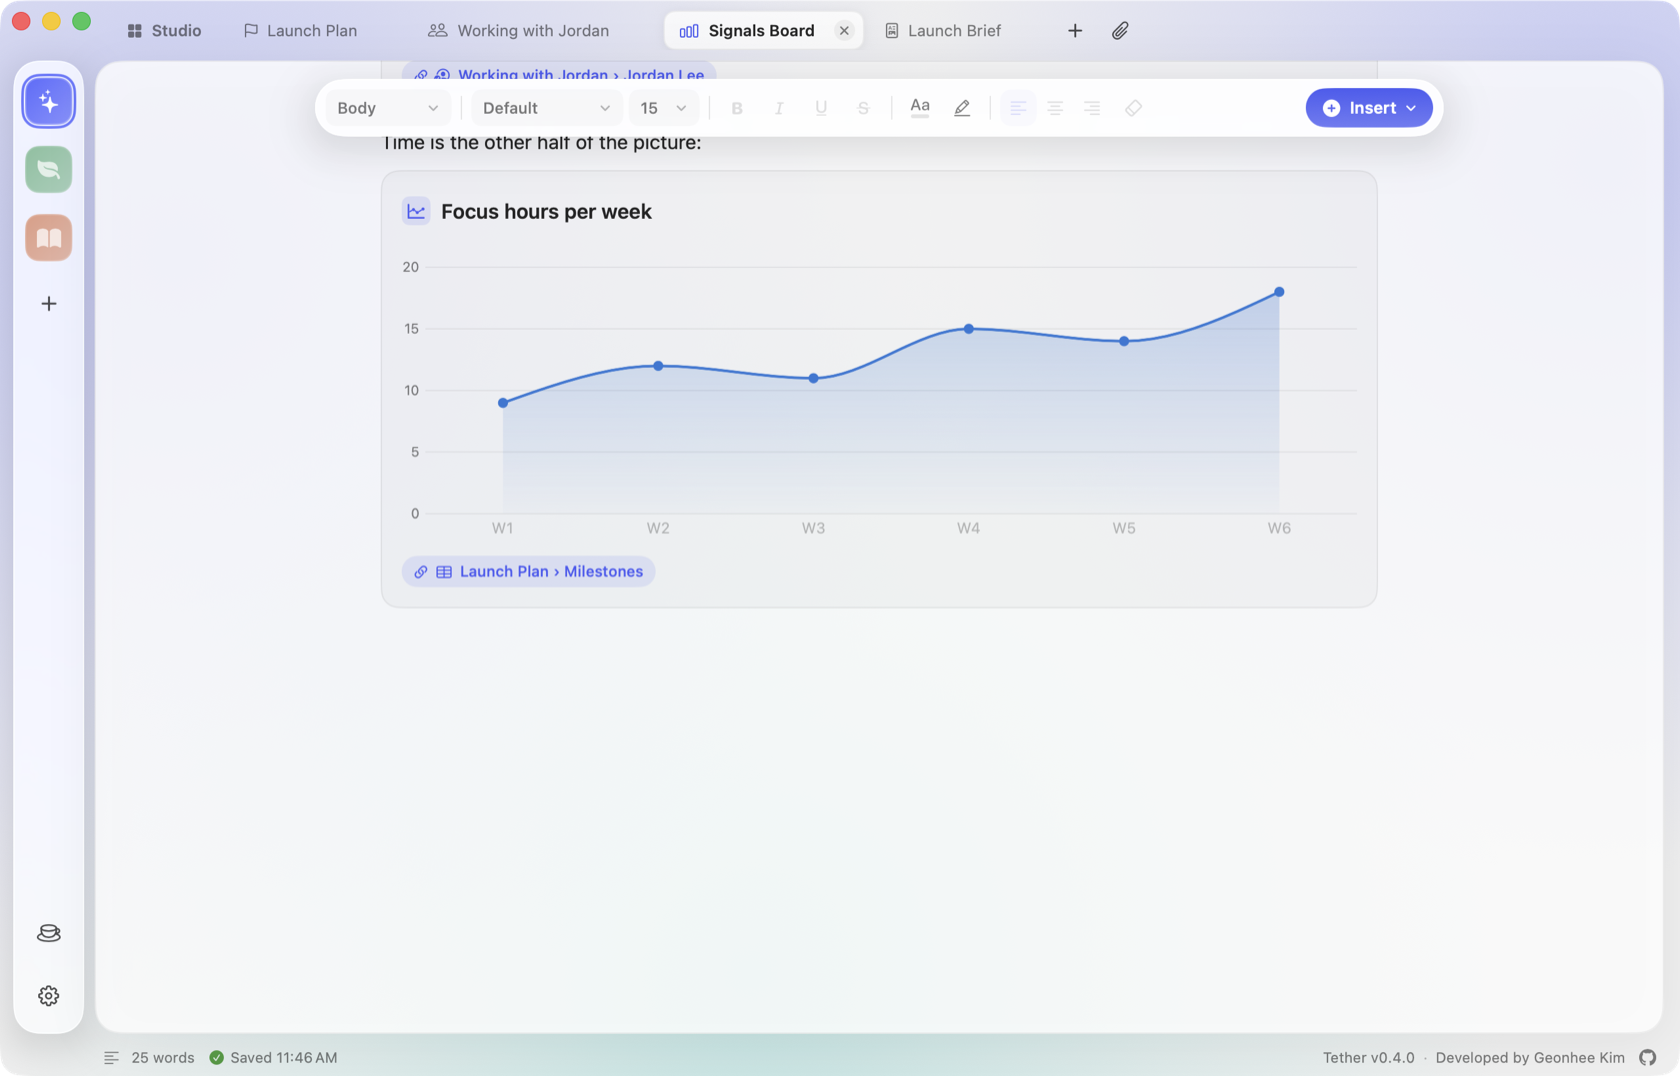 Studio
Launch Plan
Working with Jordan
Signals Board
Launch Brief
Working with Jordan › Jordan Lee
Body
Default
15
B
I
U
S
Aa
Insert
Time is the other half of the picture:
Focus hours per week
20
15
10
5
0
W1
W2
W3
W4
W5
W6
Launch Plan › Milestones
25 words
Saved 11:46 AM
Tether v0.4.0 · Developed by Geonhee Kim